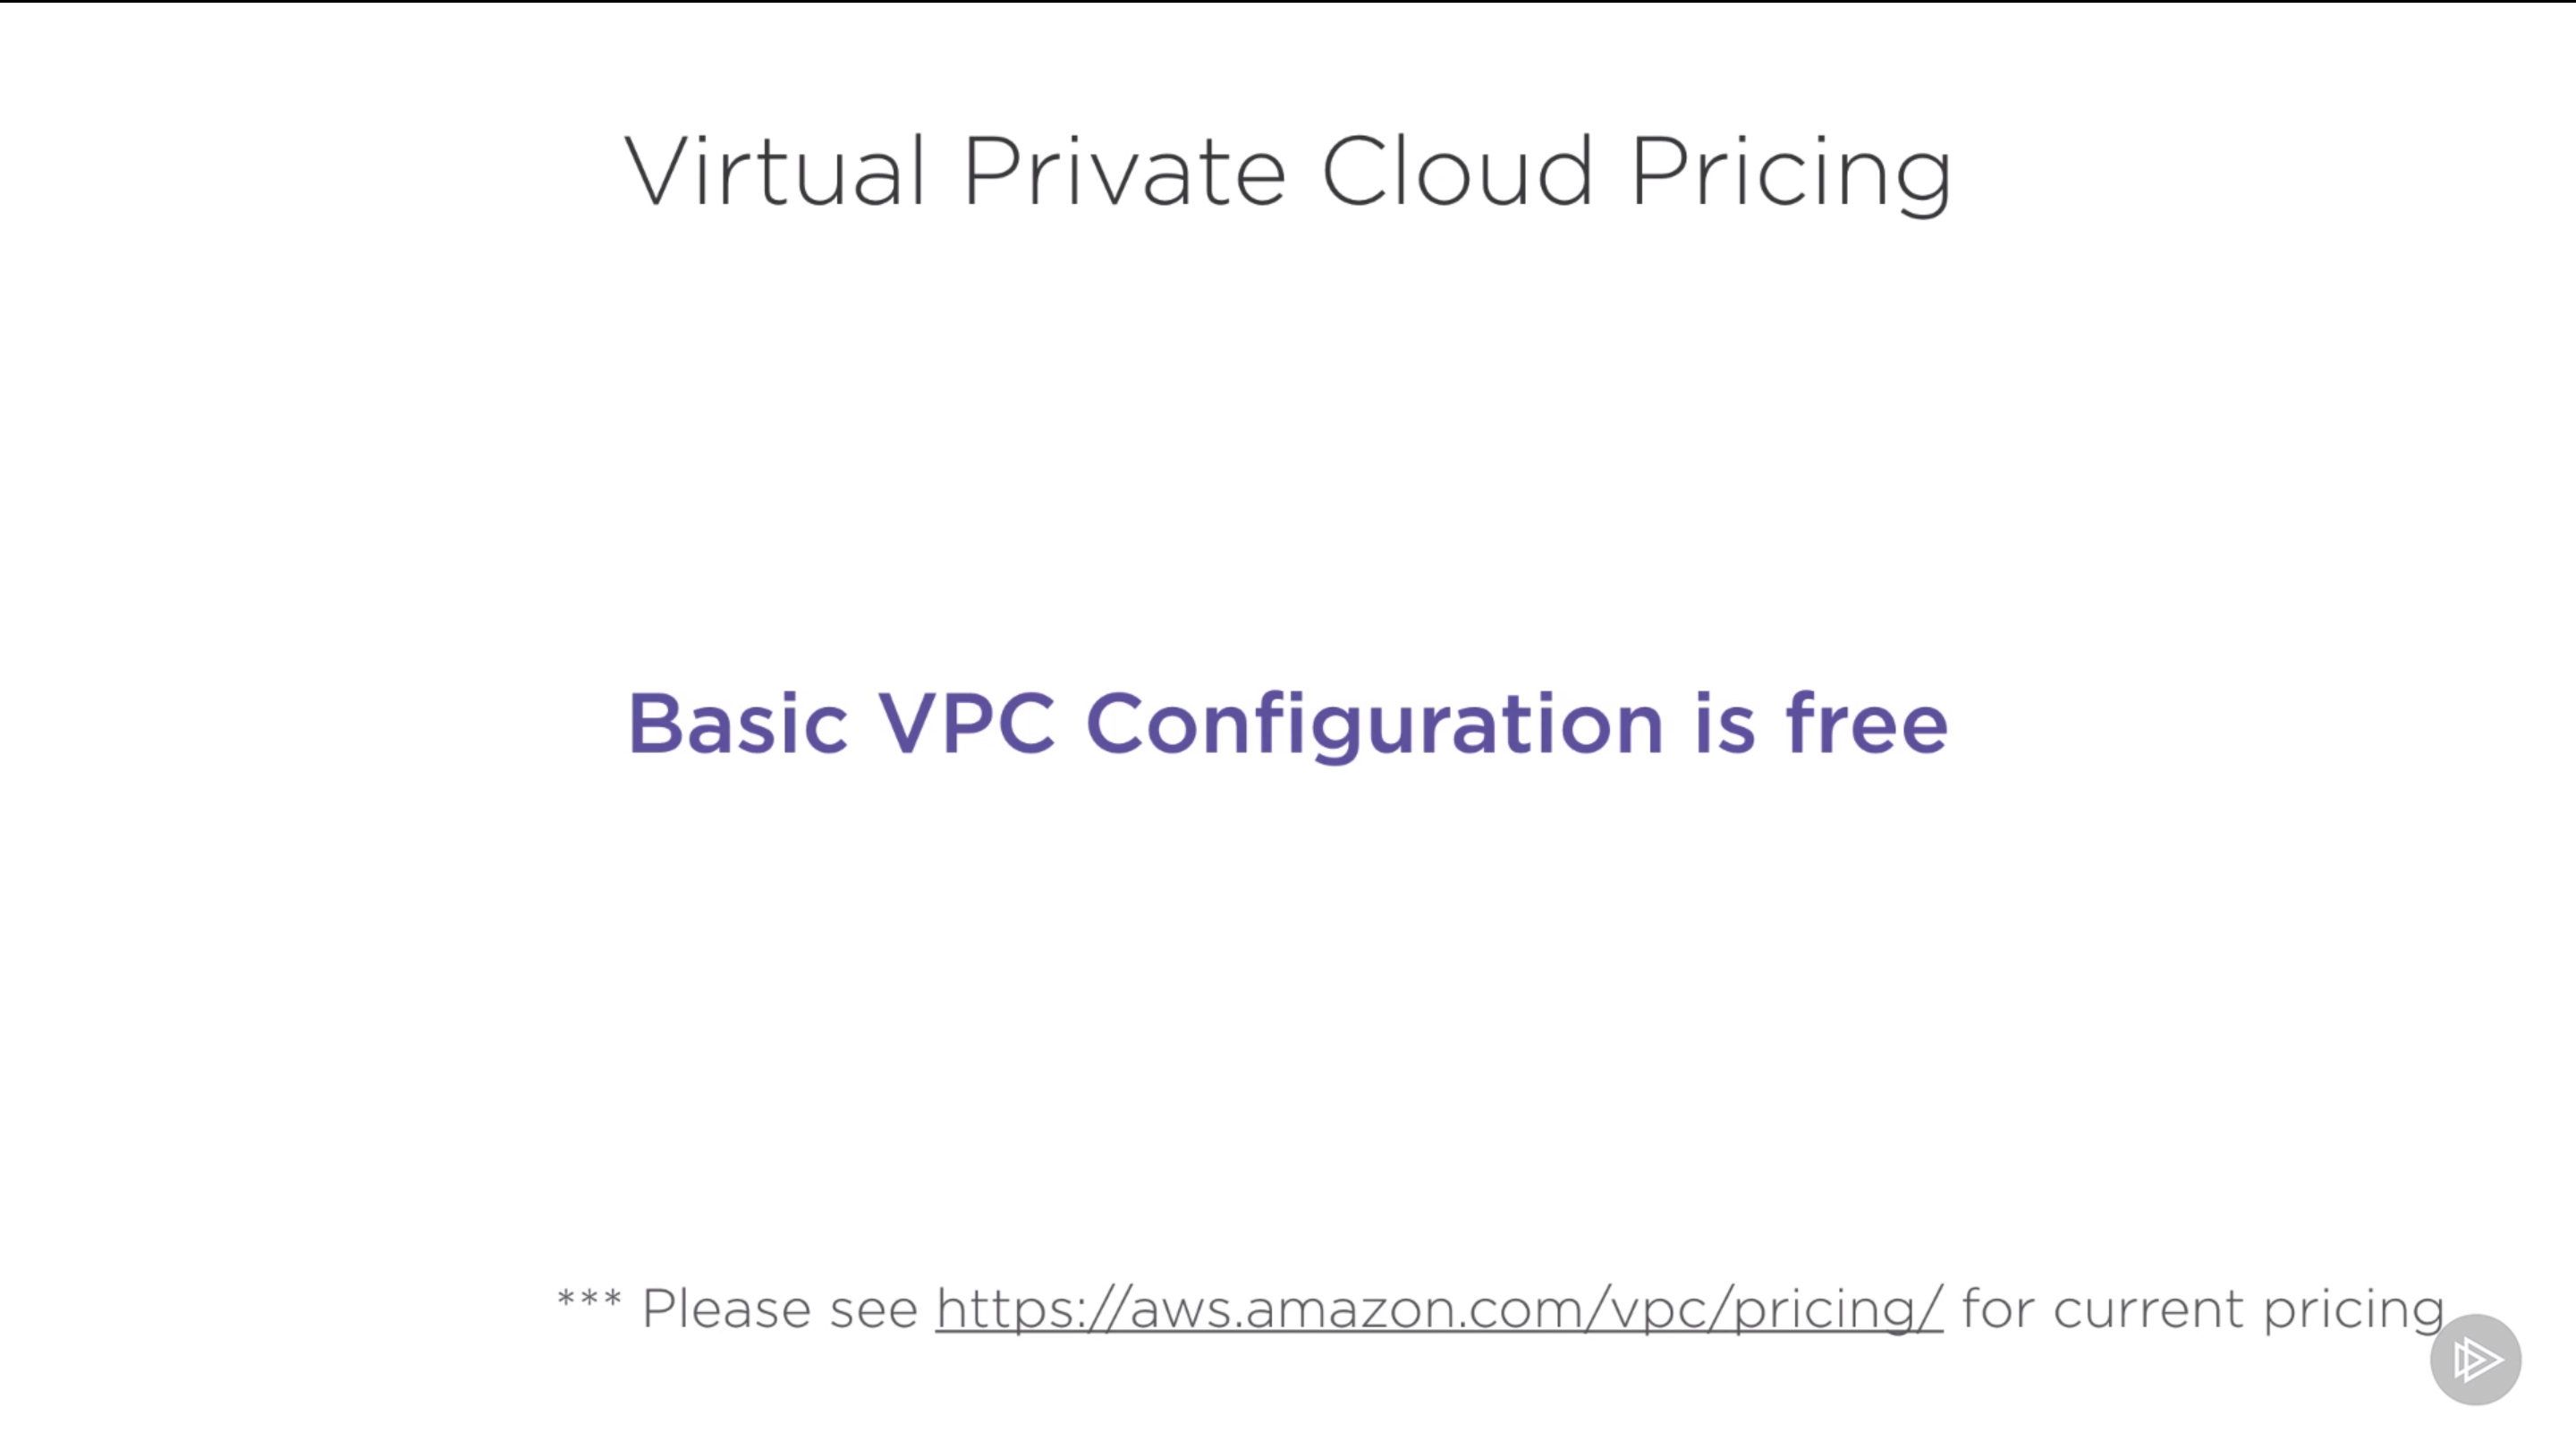 Virtual Private Cloud Pricing
Basic VPC Configuration is free
*** Please see https://aws.amazon.com/vpc/pricing/ for current pricing